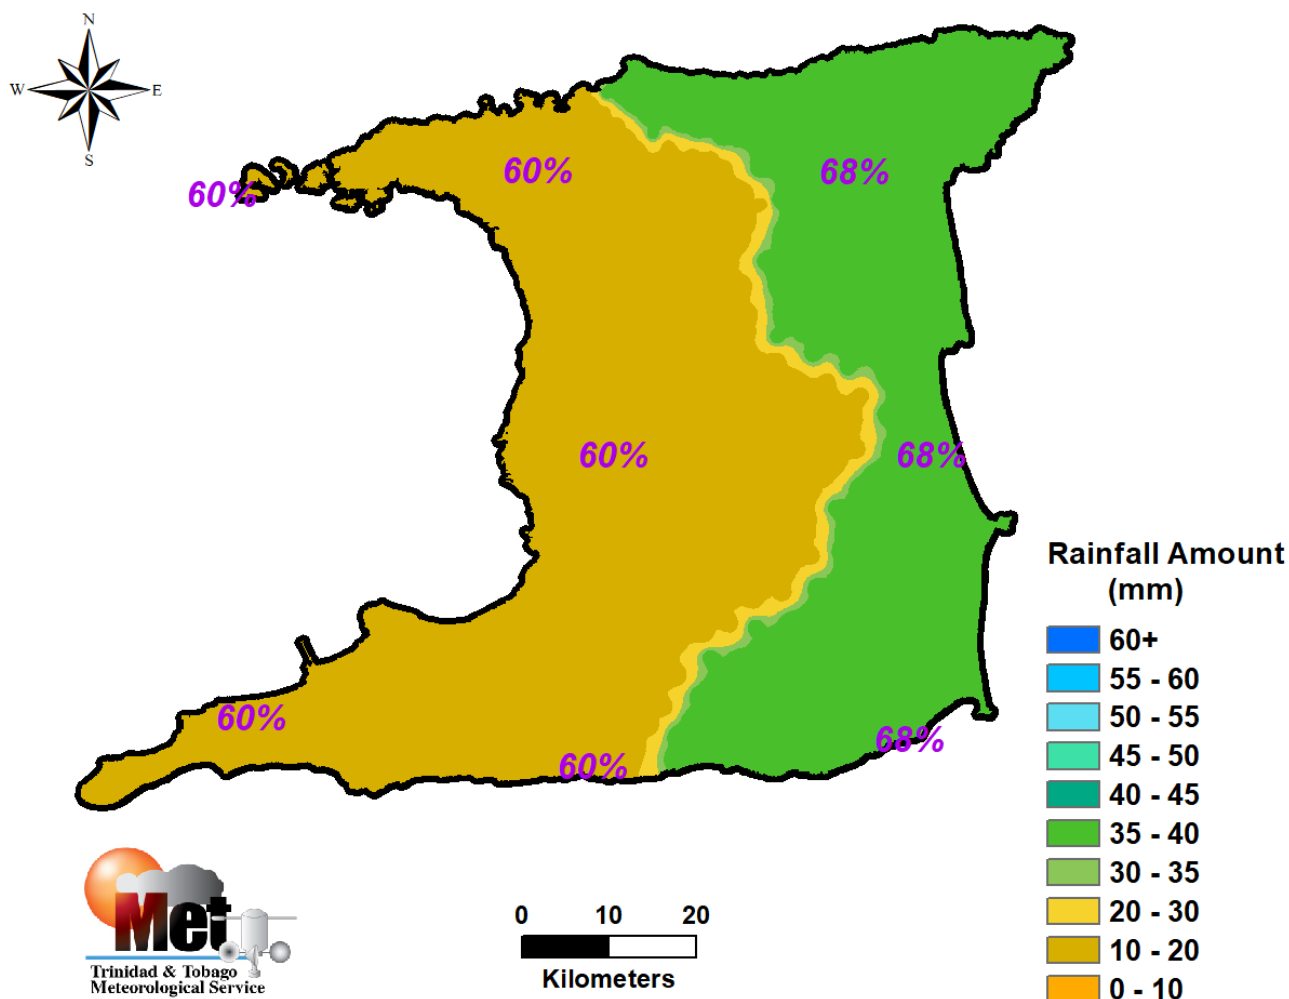 N
W E
S
60% 60% 68%
60% 68%
60% 60% 68%
Rainfall Amount
(mm)
60+
55 - 60
50 - 55
45 - 50
40 - 45
35 - 40
30 - 35
20 - 30
10 - 20
0 - 10
Met
Trinidad & Tobago
Meteorological Service
0 10 20
Kilometers